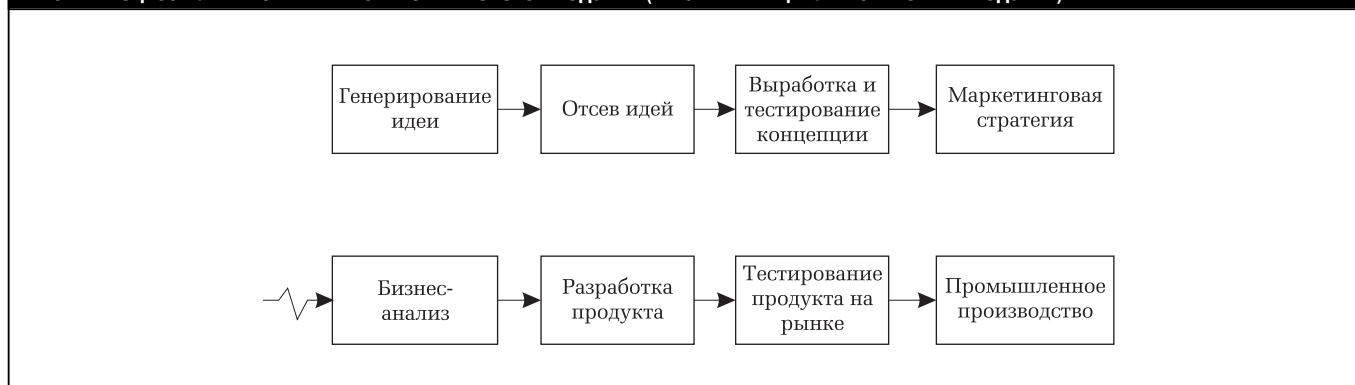 Генерирование
идеи
Отсев идей
Выработка и
тестирование
концепции
Маркетинговая
стратегия
Бизнес-
анализ
Разработка
продукта
Тестирование
продукта на
рынке
Промышленное
производство